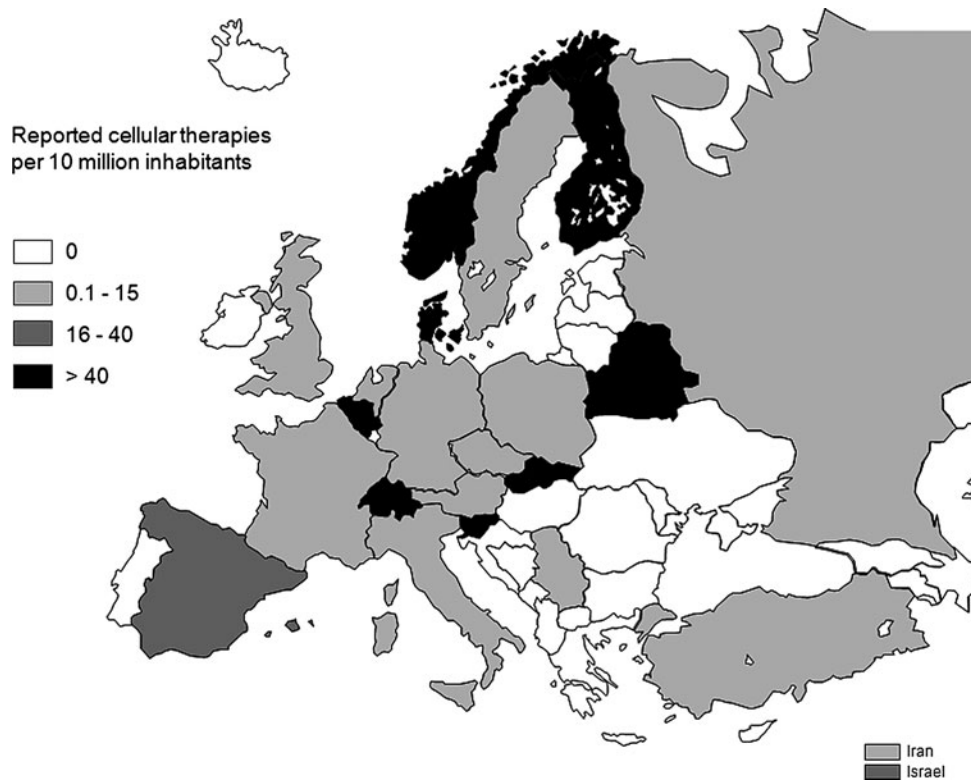 Reported cellular therapies
per 10 million inhabitants
0
0.1 - 15
16 - 40
> 40
Iran
Israel